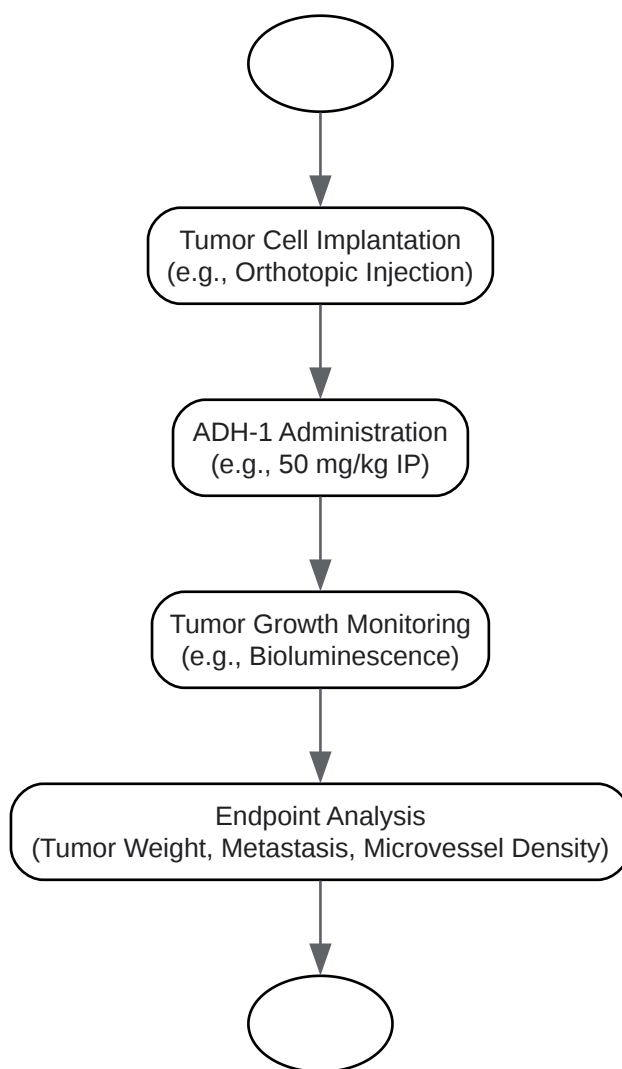 Tumor Cell Implantation
(e.g., Orthotopic Injection)
ADH-1 Administration
(e.g., 50 mg/kg IP)
Tumor Growth Monitoring
(e.g., Bioluminescence)
Endpoint Analysis
(Tumor Weight, Metastasis, Microvessel Density)